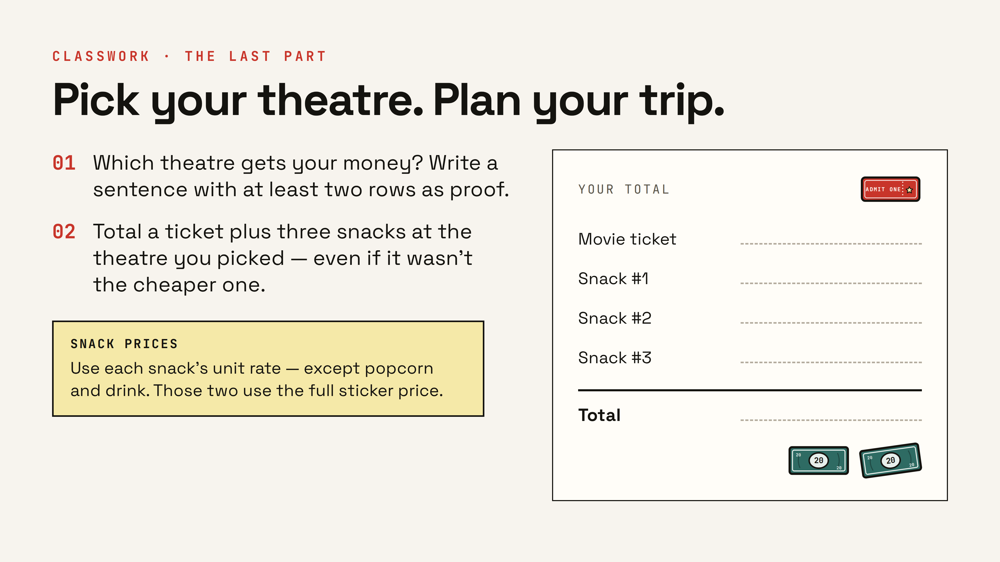 CLASSWORK · THE LAST PART
Pick your theatre. Plan your trip.
01 Which theatre gets your money? Write a
sentence with at least two rows as proof.
02 Total a ticket plus three snacks at the
theatre you picked — even if it wasn’t
the cheaper one.
SNACK PRICES
Use each snack’s unit rate — except popcorn
and drink. Those two use the full sticker price.
YOUR TOTAL
ADMIT ONE
Movie ticket
Snack #1
Snack #2
Snack #3
Total
20 20 20
20 20 20